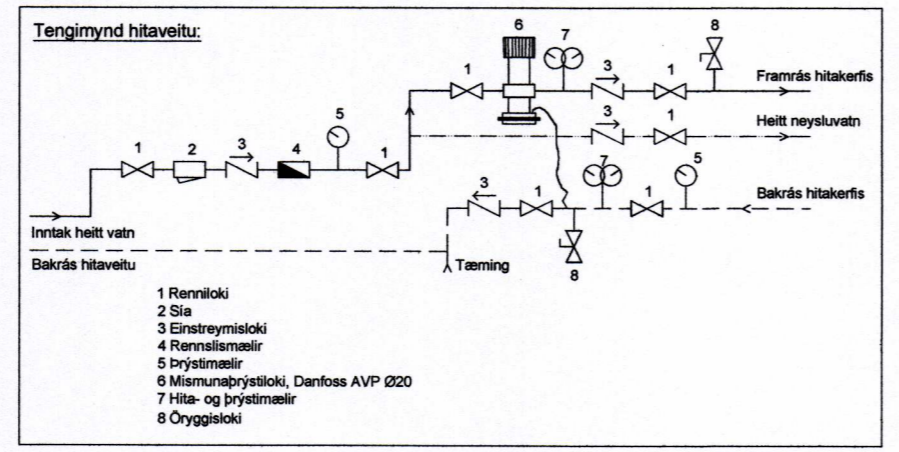 Tengimynd hitaveitu:
6
7
8
1
3
1
Framrás hitakerfis
5
3
1
Heitt neysluvatn
1
2
3
4
1
7
5
3
1
1
Bakrás hitakerfis
Inntak heitt vatn
Bakrás hitaveitu
Tæming
8
1 Renniloki
2 Sía
3 Einstreymisloki
4 Rennslismælir
5 Þrýstimælir
6 Mismunaþrýstiloki, Danfoss AVP Ø20
7 Hita- og þrýstimælir
8 Öryggisloki